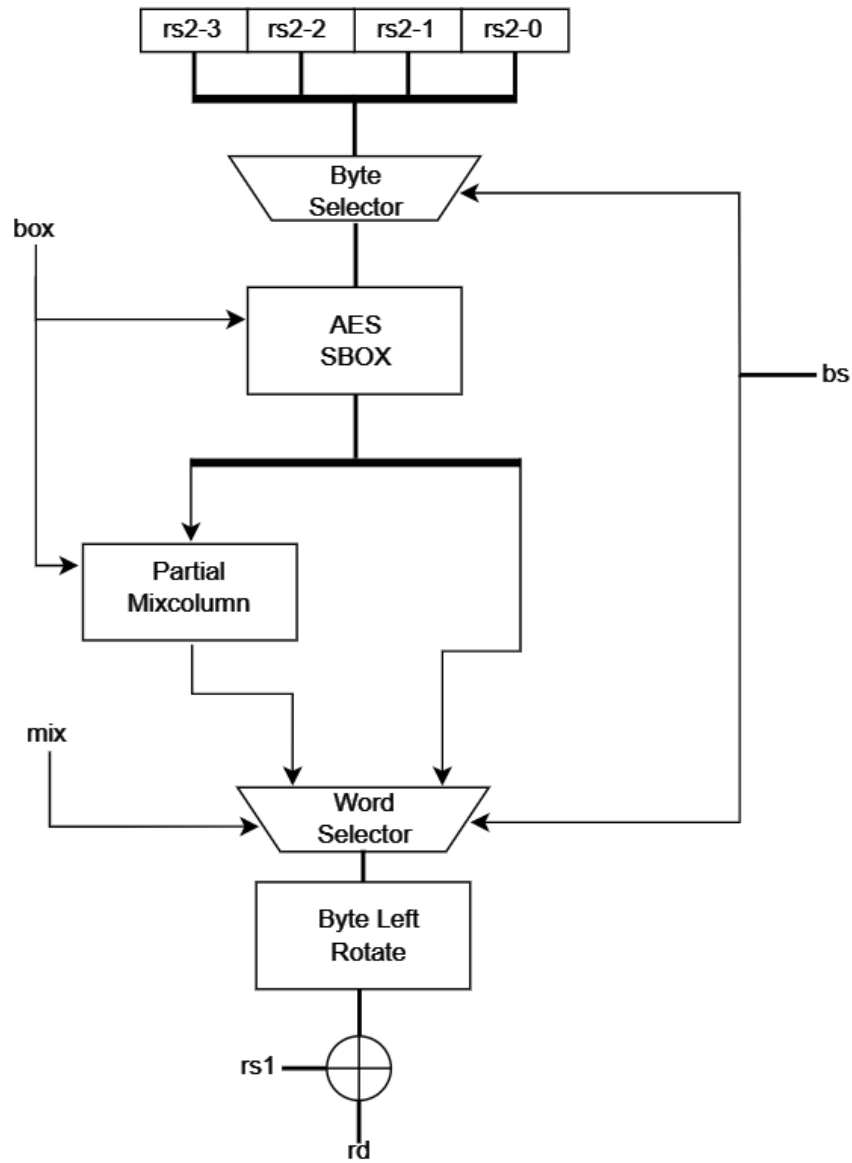 rs2-3 rs2-2 rs2-1 rs2-0
Byte
Selector
box
AES
SBOX
bs
Partial
Mixcolumn
mix
Word
Selector
Byte Left
Rotate
rs1
rd